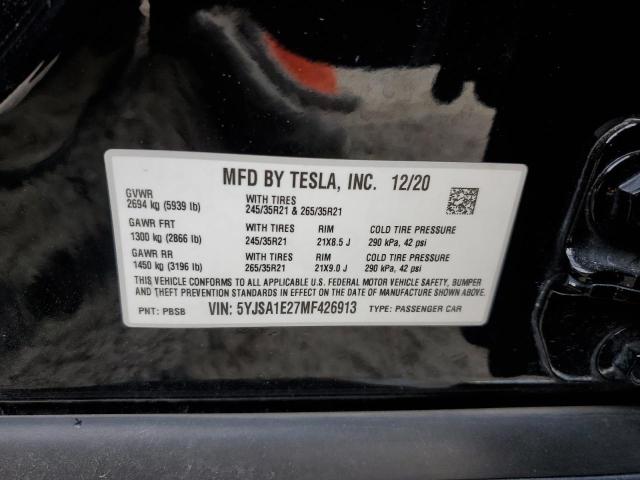 MFD BY TESLA, INC. 12/20
GVWR
2694 kg (5939 lb)
WITH TIRES
245/35R21 & 265/35R21
GAWR FRT
1300 kg (2866 lb)
WITH TIRES
245/35R21
RIM
21X8.5 J
COLD TIRE PRESSURE
290 kPa, 42 psi
GAWR RR
1450 kg (3196 lb)
WITH TIRES
265/35R21
RIM
21X9.0 J
COLD TIRE PRESSURE
290 kPa, 42 psi
THIS VEHICLE CONFORMS TO ALL APPLICABLE U.S. FEDERAL MOTOR VEHICLE SAFETY, BUMPER
AND THEFT PREVENTION STANDARDS IN EFFECT ON THE DATE OF MANUFACTURE SHOWN ABOVE.
PNT: PBSB VIN: 5YJSA1E27MF426913 TYPE: PASSENGER CAR